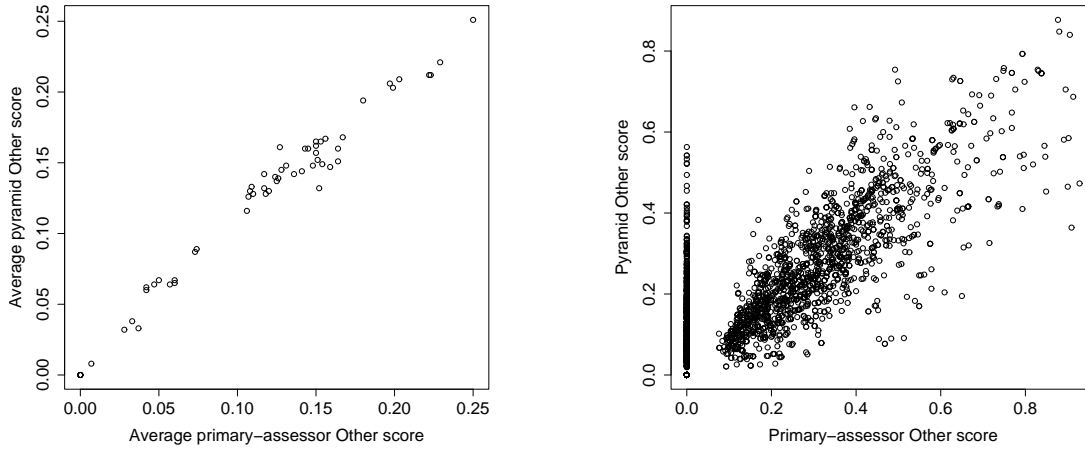 Average pyramid Other score
0.00 0.05 0.10 0.15 0.20 0.25
0.00 0.05 0.10 0.15 0.20 0.25
Average primary−assessor Other score
Pyramid Other score
0.0 0.2 0.4 0.6 0.8
0.0 0.2 0.4 0.6 0.8
Primary−assessor Other score